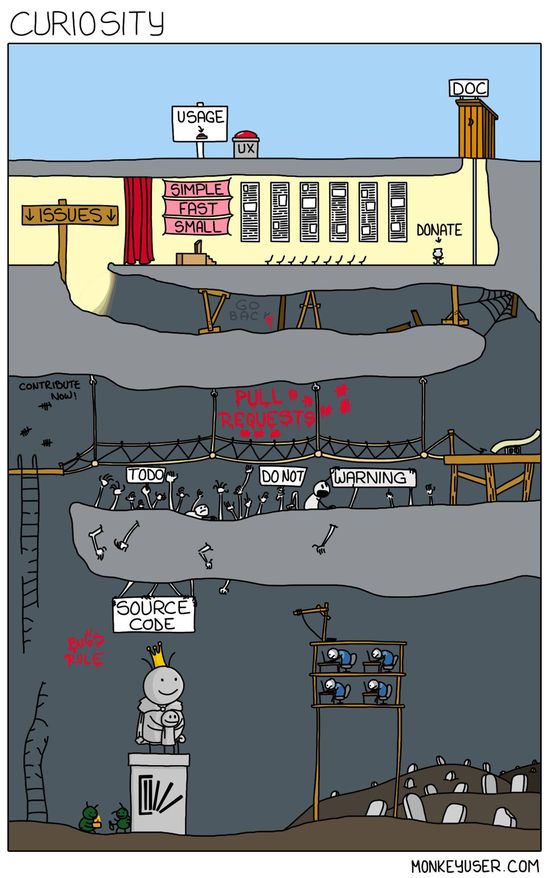 CURIOSITY
DOC
USAGE
UX
SIMPLE
FAST
SMALL
ISSUES
DONATE
GO
BACK
CONTRIBUTE
NOW!
PULL
REQUESTS
TODO
DO NOT
WARNING
SOURCE
CODE
BUGS
RULE
MONKEYUSER.COM